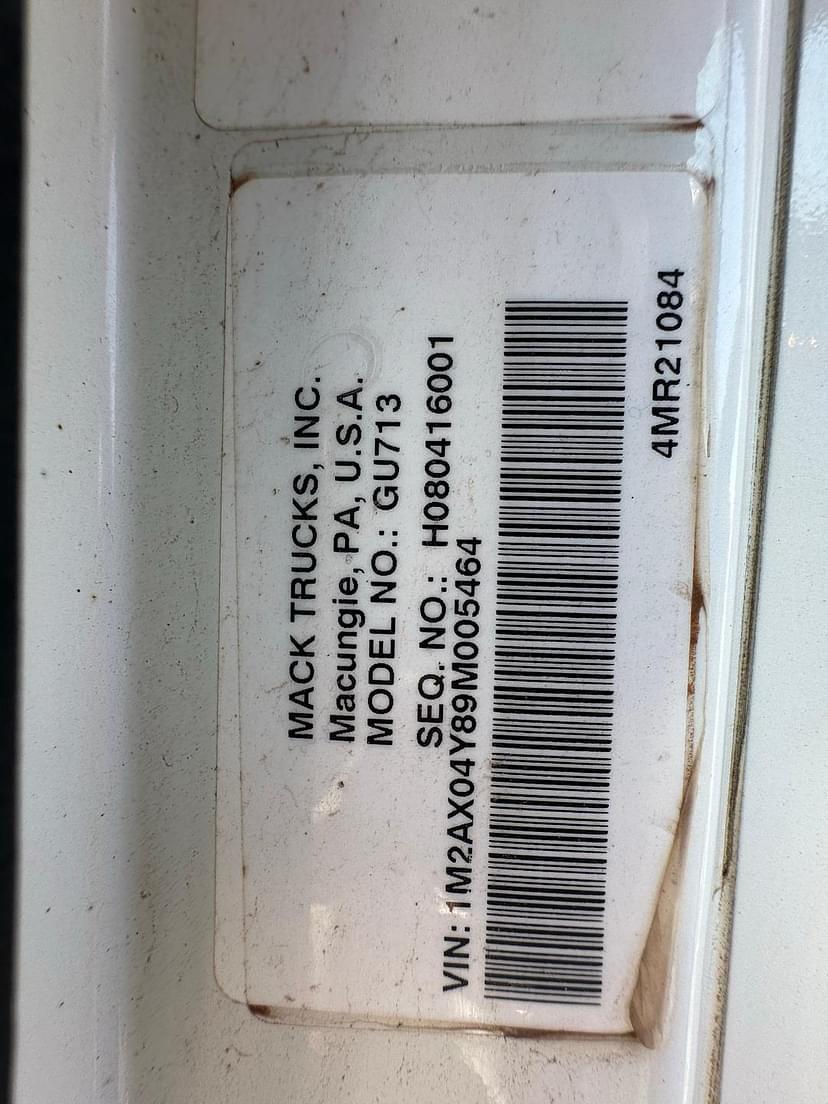 MACK TRUCKS, INC.
Macungie, PA, U.S.A.
MODEL NO.: GU713
SEQ. NO.: H080416001
VIN: 1M2AX04Y89M005464
4MR21084